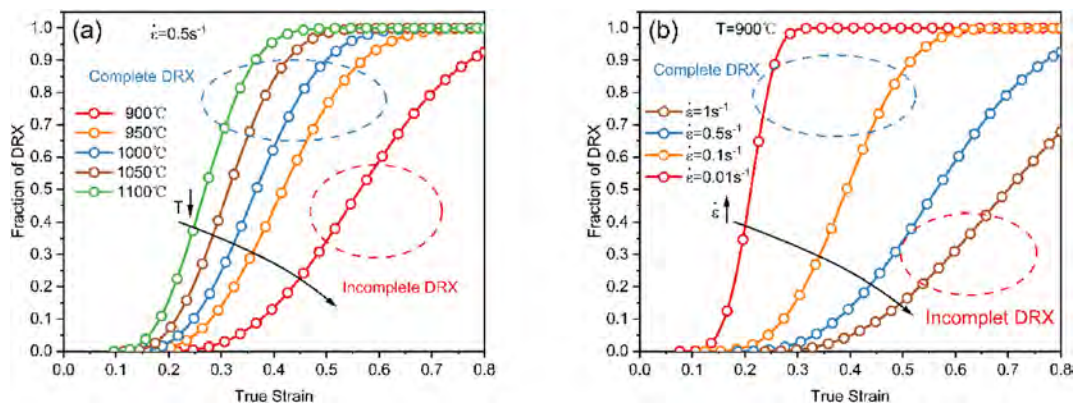 (a)
ε̇=0.5s⁻¹
Complete DRX
900℃
950℃
1000℃
1050℃
1100℃
T
Incomplete DRX
Fraction of DRX
1.0
0.9
0.8
0.7
0.6
0.5
0.4
0.3
0.2
0.1
0.0
0.0 0.1 0.2 0.3 0.4 0.5 0.6 0.7 0.8
True Strain
(b)
T=900℃
Complete DRX
ε̇=1s⁻¹
ε̇=0.5s⁻¹
ε̇=0.1s⁻¹
ε̇=0.01s⁻¹
ε̇
Incomplet DRX
Fraction of DRX
1.0
0.9
0.8
0.7
0.6
0.5
0.4
0.3
0.2
0.1
0.0
0.0 0.1 0.2 0.3 0.4 0.5 0.6 0.7 0.8
True Strain